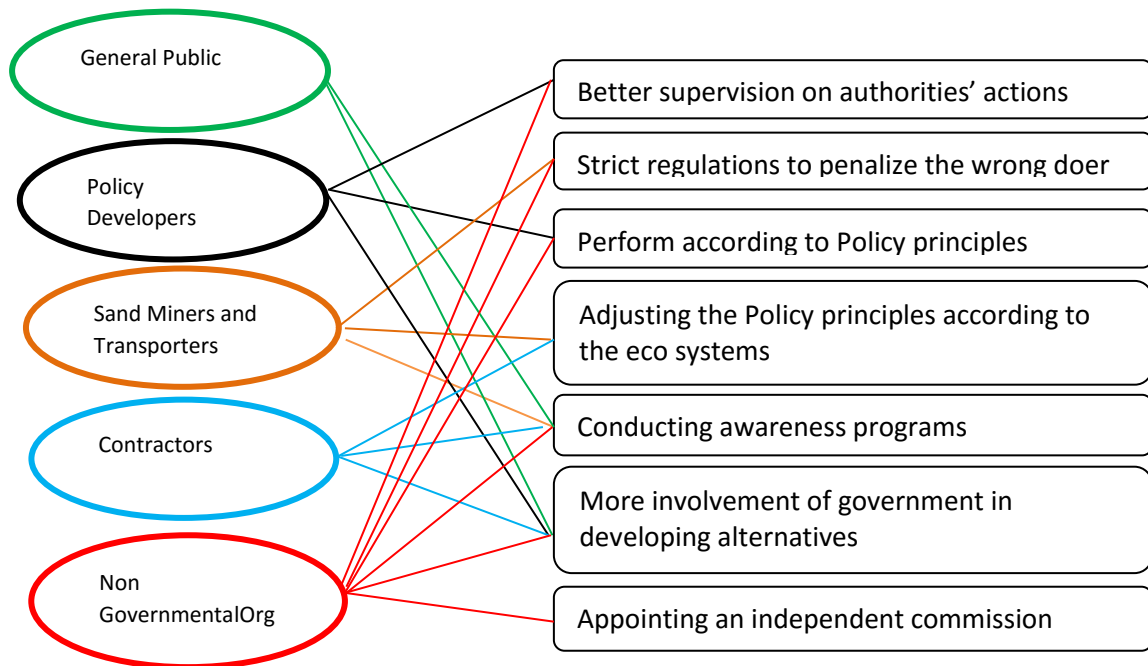 General Public
Policy
Developers
Sand Miners and
Transporters
Contractors
Non
GovernmentalOrg
Better supervision on authorities’ actions
Strict regulations to penalize the wrong doer
Perform according to Policy principles
Adjusting the Policy principles according to
the eco systems
Conducting awareness programs
More involvement of government in
developing alternatives
Appointing an independent commission